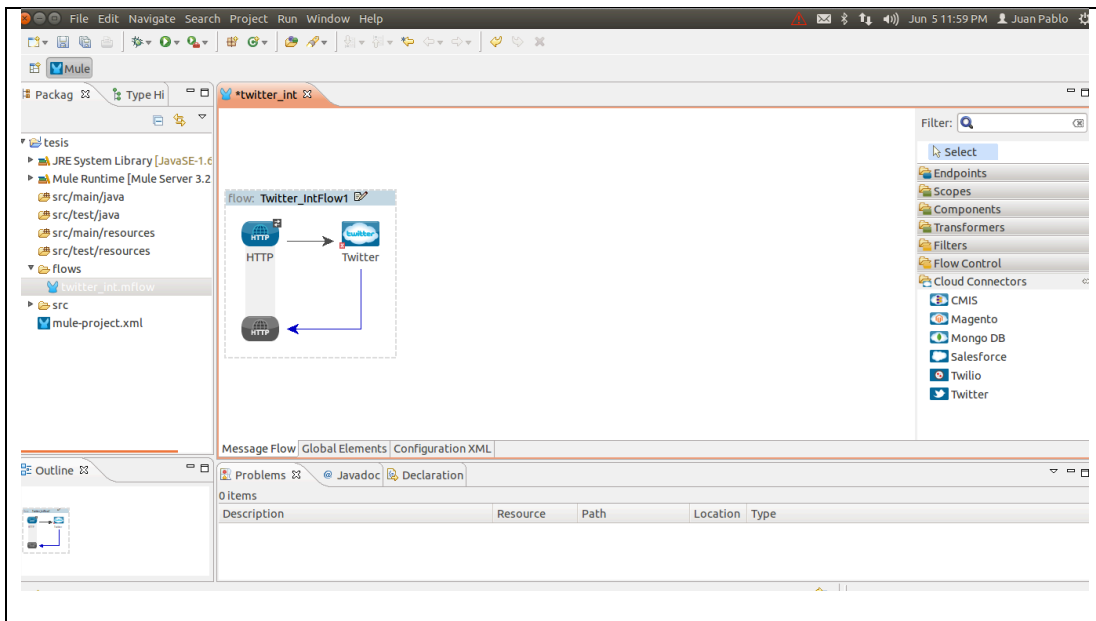 File Edit Navigate Search Project Run Window Help Jun 5 11:59 PM Juan Pablo
Mule
Packag Type Hi
*twitter_int
tesis
JRE System Library [JavaSE-1.6
Mule Runtime [Mule Server 3.2
src/main/java
src/test/java
src/main/resources
src/test/resources
flows
twitter_int.mflow
src
mule-project.xml
flow: Twitter_IntFlow1
HTTP twitter
HTTP Twitter
HTTP
Filter:
Select
Endpoints
Scopes
Components
Transformers
Filters
Flow Control
Cloud Connectors
CMIS
Magento
Mongo DB
Salesforce
Twilio
Twitter
Message Flow Global Elements Configuration XML
Outline
Problems @ Javadoc Declaration
0 items
Description Resource Path Location Type